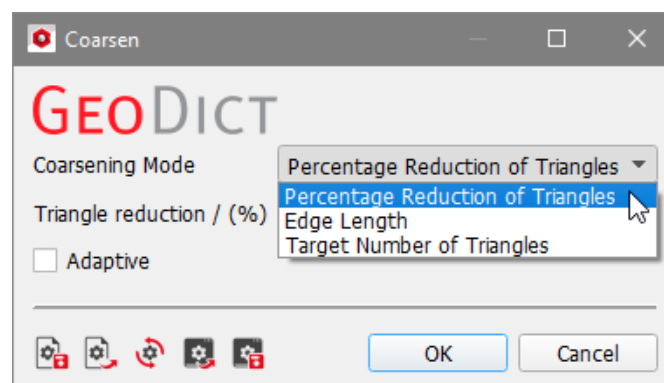 Coarsen
GEODICT
Coarsening Mode
Percentage Reduction of Triangles
Percentage Reduction of Triangles
Triangle reduction / (%)
Edge Length
Target Number of Triangles
Adaptive
OK
Cancel